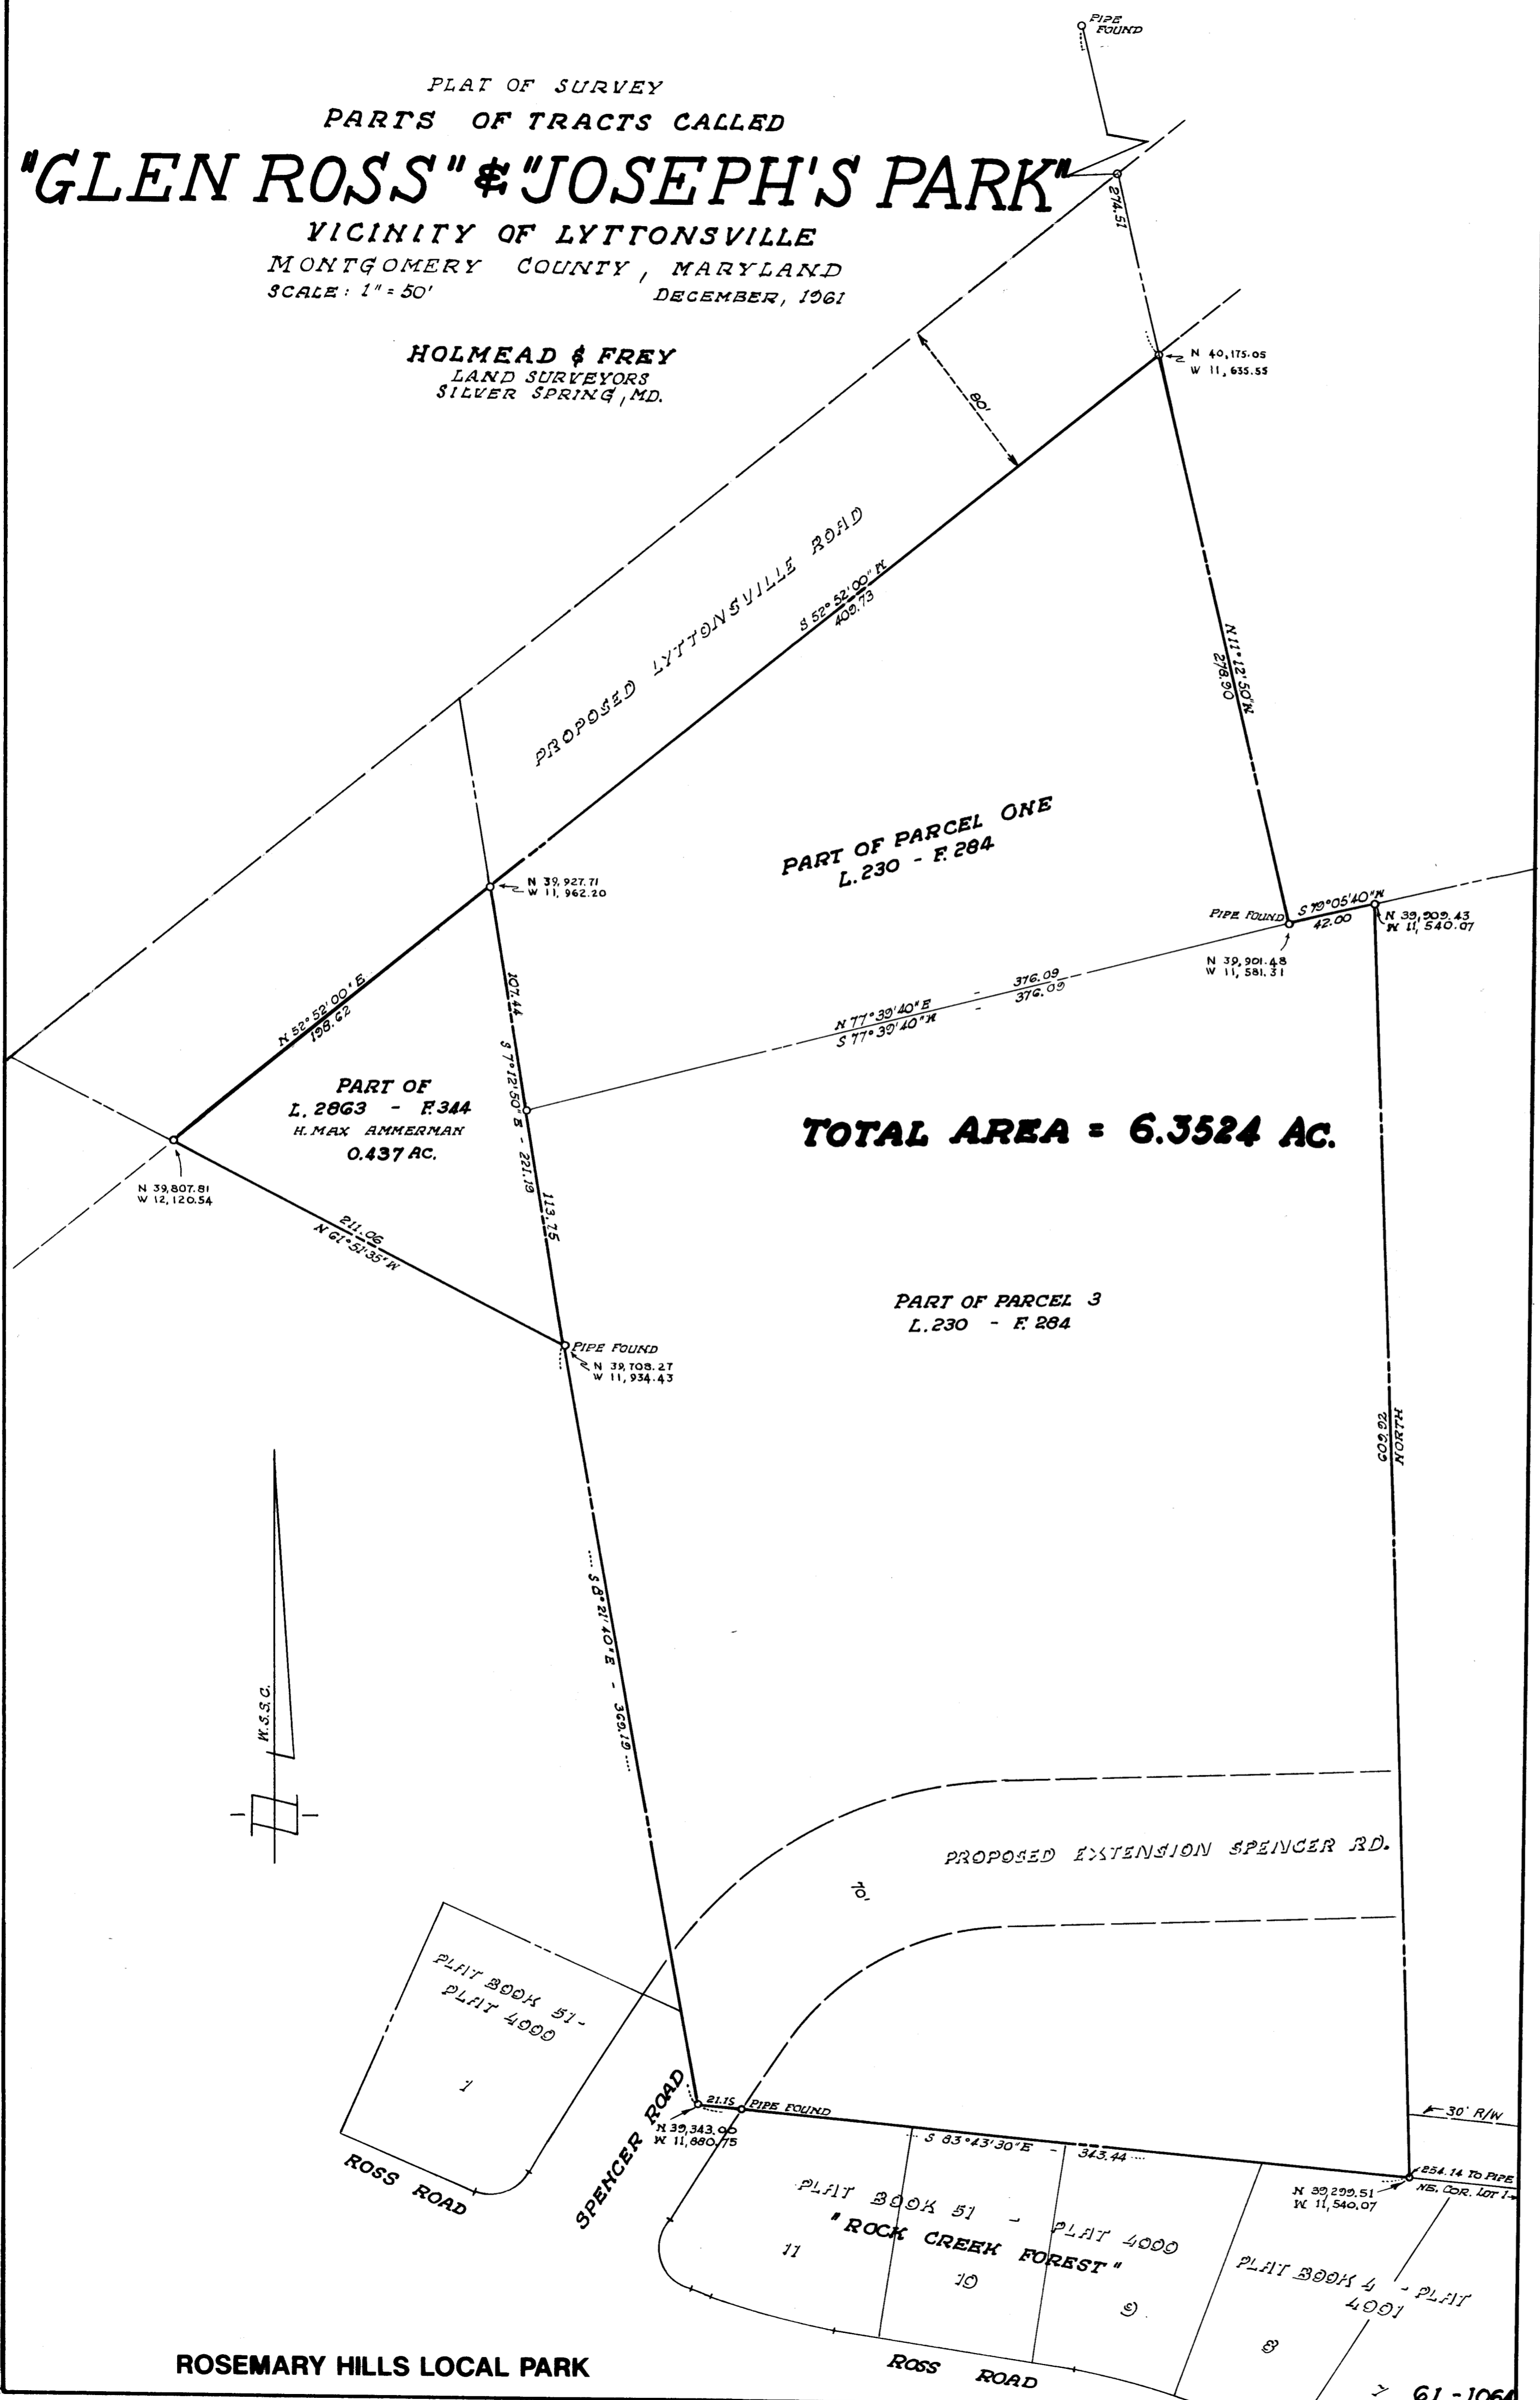 PIPE
FOUND
PLAT OF SURVEY
PARTS OF TRACTS CALLED
"GLEN ROSS" & "JOSEPH'S PARK"
VICINITY OF LYTTONSVILLE
MONTGOMERY COUNTY, MARYLAND
SCALE: 1" = 50' DECEMBER, 1961
HOLMEAD & FREY
LAND SURVEYORS
SILVER SPRING, MD.
274.51
N 40,175.05
W 11,635.55
80'
PROPOSED LYTTONSVILLE ROAD
S 52° 52' 00" W
409.73
N 11° 12' 50" W
278.90
PART OF PARCEL ONE
L. 230 - F. 284
N 39,927.71
W 11,962.20
PIPE FOUND
S 79° 05' 40" W
42.00
N 39,909.43
W 11,540.07
N 39,901.48
W 11,581.31
N 77° 39' 40" E - 376.09
S 77° 39' 40" W - 376.09
N 52° 52' 00" E
198.62
107.44
S 7° 12' 50" E - 221.19
113.75
PART OF
L. 2863 - F. 344
H. MAX AMMERMAN
0.437 AC.
TOTAL AREA = 6.3524 AC.
N 39,807.81
W 12,120.54
211.06
N 61° 51' 35" W
PART OF PARCEL 3
L. 230 - F. 284
PIPE FOUND
N 39,708.27
W 11,934.43
609.92
NORTH
W.S.S.C.
.... S 8° 21' 40" E - 369.19 ....
PROPOSED EXTENSION SPENCER RD.
70'
PLAT BOOK 51 -
PLAT 4000
1
ROSS ROAD
SPENCER ROAD
21.15
PIPE FOUND
N 39,343.00
W 11,880.75
... S 83° 43' 30" E - 343.44 ....
30' R/W
254.14 TO PIPE
NE. COR. LOT 1
N 39,299.51
W 11,540.07
PLAT BOOK 51 - PLAT 4000
"ROCK CREEK FOREST"
11
10
9
PLAT BOOK 4 - PLAT
4001
8
7
ROSS ROAD
ROSEMARY HILLS LOCAL PARK